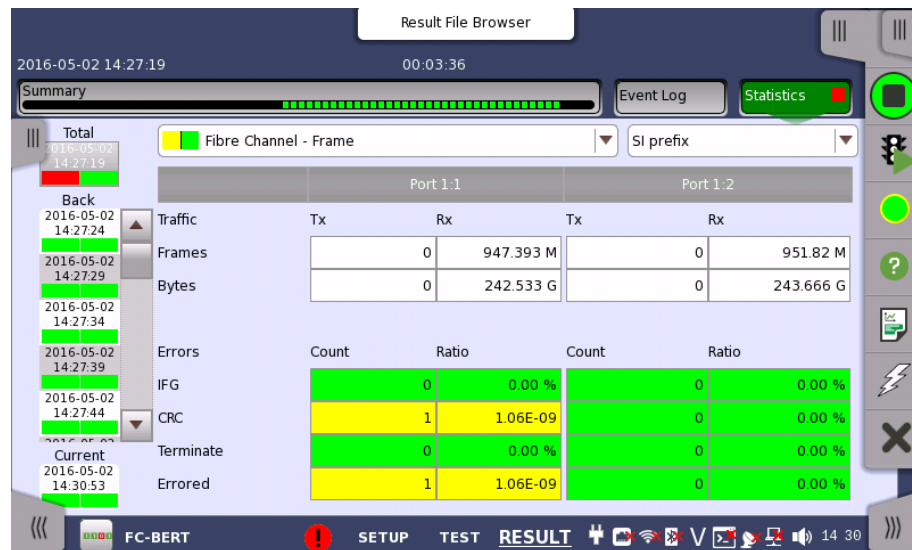 Result File Browser
2016-05-02 14:27:19 00:03:36
Summary Event Log Statistics
Total
2016-05-02
14:27:19
Fibre Channel - Frame SI prefix
Port 1:1 Port 1:2
Back
2016-05-02
14:27:24
2016-05-02
14:27:29
2016-05-02
14:27:34
2016-05-02
14:27:39
2016-05-02
14:27:44
Current
2016-05-02
14:30:53
Traffic Tx Rx Tx Rx
Frames 0 947.393 M 0 951.82 M
Bytes 0 242.533 G 0 243.666 G
Errors Count Ratio Count Ratio
IFG 0 0.00 % 0 0.00 %
CRC 1 1.06E-09 0 0.00 %
Terminate 0 0.00 % 0 0.00 %
Errored 1 1.06E-09 0 0.00 %
FC-BERT SETUP TEST RESULT V 14 30